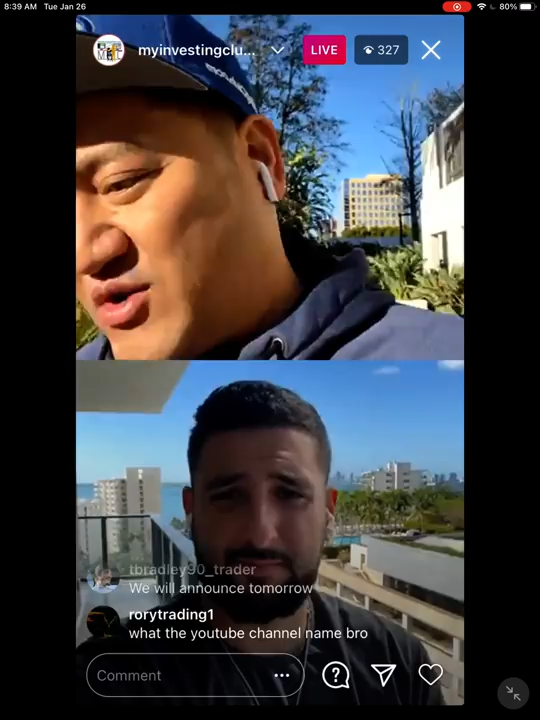 8:39 AM Tue Jan 26
80%
myinvestingclu...
LIVE
327
tbradley90_trader
We will announce tomorrow
rorytrading1
what the youtube channel name bro
Comment